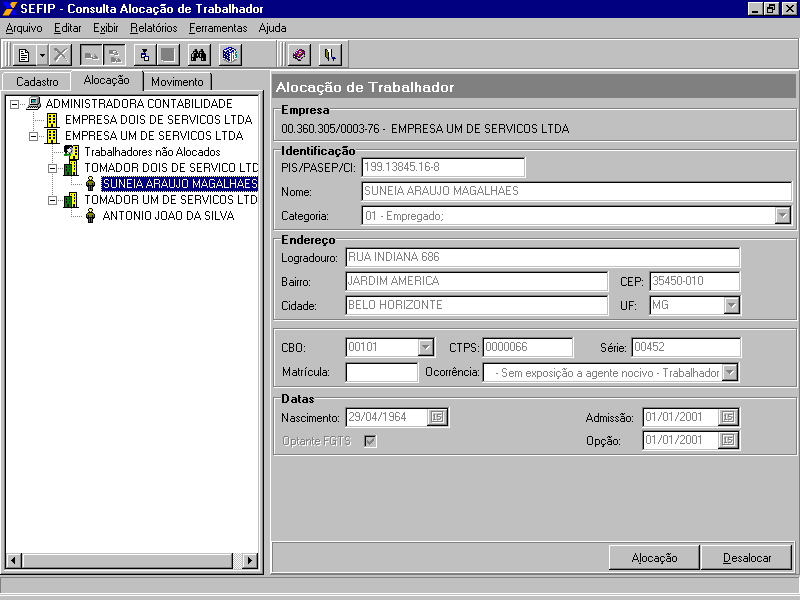 SEFIP - Consulta Alocação de Trabalhador
Arquivo Editar Exibir Relatórios Ferramentas Ajuda
Cadastro Alocação Movimento
ADMINISTRADORA CONTABILIDADE
EMPRESA DOIS DE SERVICOS LTDA
EMPRESA UM DE SERVICOS LTDA
Trabalhadores não Alocados
TOMADOR DOIS DE SERVICO LTD
SUNEIA ARAUJO MAGALHAES
TOMADOR UM DE SERVICOS LTD
ANTONIO JOAO DA SILVA
Alocação de Trabalhador
Empresa
00.360.305/0003-76 - EMPRESA UM DE SERVICOS LTDA
Identificação
PIS/PASEP/CI: 199.13845.16-8
Nome: SUNEIA ARAUJO MAGALHAES
Categoria: 01 - Empregado;
Endereço
Logradouro: RUA INDIANA 686
Bairro: JARDIM AMERICA CEP: 35450-010
Cidade: BELO HORIZONTE UF: MG
CBO: 00101 CTPS: 0000066 Série: 00452
Matrícula: Ocorrência: - Sem exposição a agente nocivo - Trabalhador
Datas
Nascimento: 29/04/1964 15 Admissão: 01/01/2001 15
Optante FGTS Opção: 01/01/2001 15
Alocação Desalocar